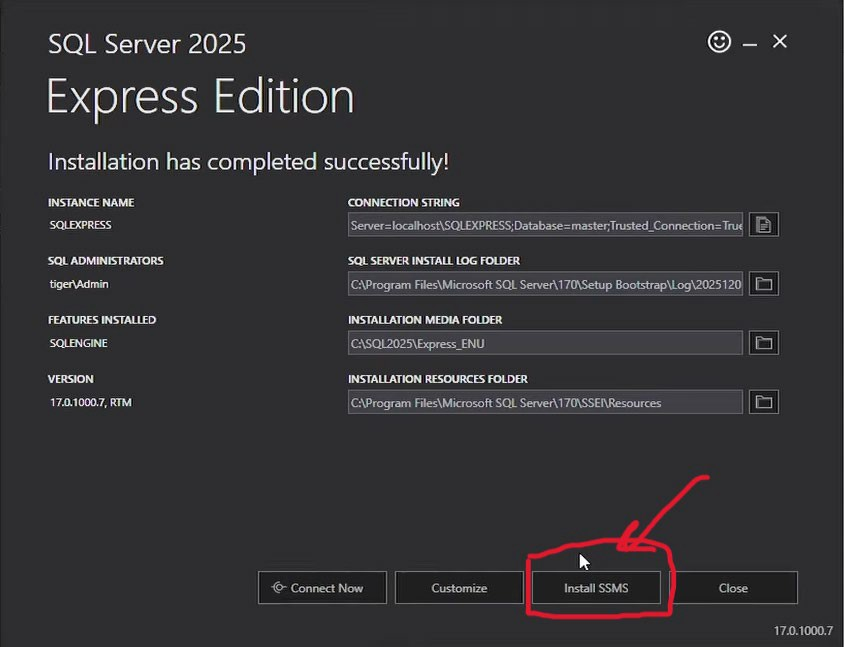 SQL Server 2025
Express Edition
Installation has completed successfully!
INSTANCE NAME
SQLEXPRESS
CONNECTION STRING
Server=localhost\SQLEXPRESS;Database=master;Trusted_Connection=True
SQL ADMINISTRATORS
tiger\Admin
SQL SERVER INSTALL LOG FOLDER
C:\Program Files\Microsoft SQL Server\170\Setup Bootstrap\Log\2025120
FEATURES INSTALLED
SQLENGINE
INSTALLATION MEDIA FOLDER
C:\SQL2025\Express_ENU
VERSION
17.0.1000.7, RTM
INSTALLATION RESOURCES FOLDER
C:\Program Files\Microsoft SQL Server\170\SSEI\Resources
Connect Now
Customize
Install SSMS
Close
17.0.1000.7